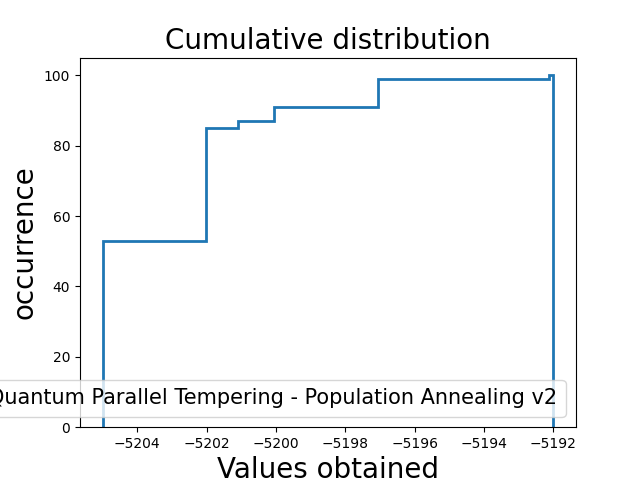 Cumulative distribution
occurrence
100
80
60
40
20
0
Quantum Parallel Tempering - Population Annealing v2
−5204 −5202 −5200 −5198 −5196 −5194 −5192
Values obtained